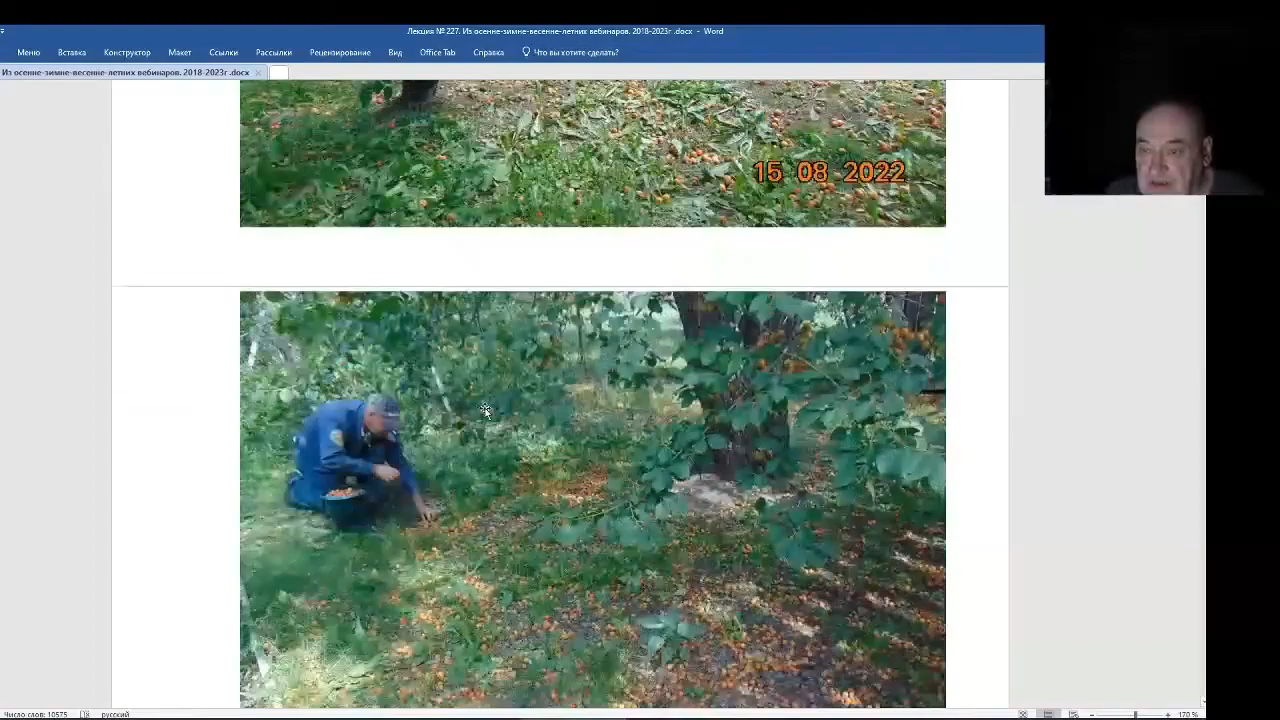 Лекция № 227. Из осенне-зимне-весенне-летних вебинаров. 2018-2023г .docx - Word
Меню Вставка Конструктор Макет Ссылки Рассылки Рецензирование Вид Office Tab Справка Что вы хотите сделать?
Из осенне-зимне-весенне-летних вебинаров. 2018-2023г .docx
15 08 2022
Число слов: 10575 русский 170 %